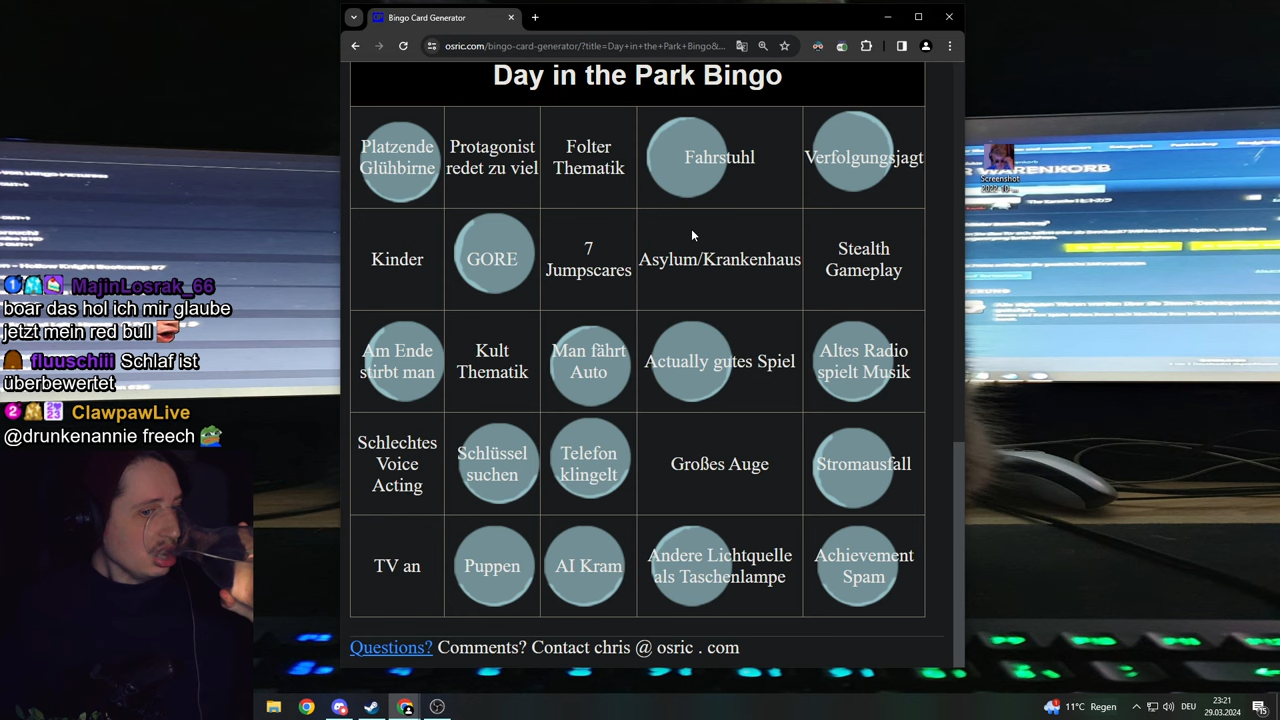 Bingo Card Generator
osric.com/bingo-card-generator/?title=Day+in+the+Park+Bingo&...
Day in the Park Bingo
Platzende
Glühbirne
Protagonist
redet zu viel
Folter
Thematik
Fahrstuhl
Verfolgungsjagt
Kinder
GORE
7
Jumpscares
Asylum/Krankenhaus
Stealth
Gameplay
Am Ende
stirbt man
Kult
Thematik
Man fährt
Auto
Actually gutes Spiel
Altes Radio
spielt Musik
Schlechtes
Voice
Acting
Schlüssel
suchen
Telefon
klingelt
Großes Auge
Stromausfall
TV an
Puppen
AI Kram
Andere Lichtquelle
als Taschenlampe
Achievement
Spam
Questions? Comments? Contact chris @ osric . com
MajinLosrak_66
boar das hol ich mir glaube
jetzt mein red bull
fluuschiii Schlaf ist
überbewertet
ClawpawLive
@drunkenannie freech
WARENKORB
Screenshot
2022-10-...
11°C Regen
DEU
23:21
29.03.2024